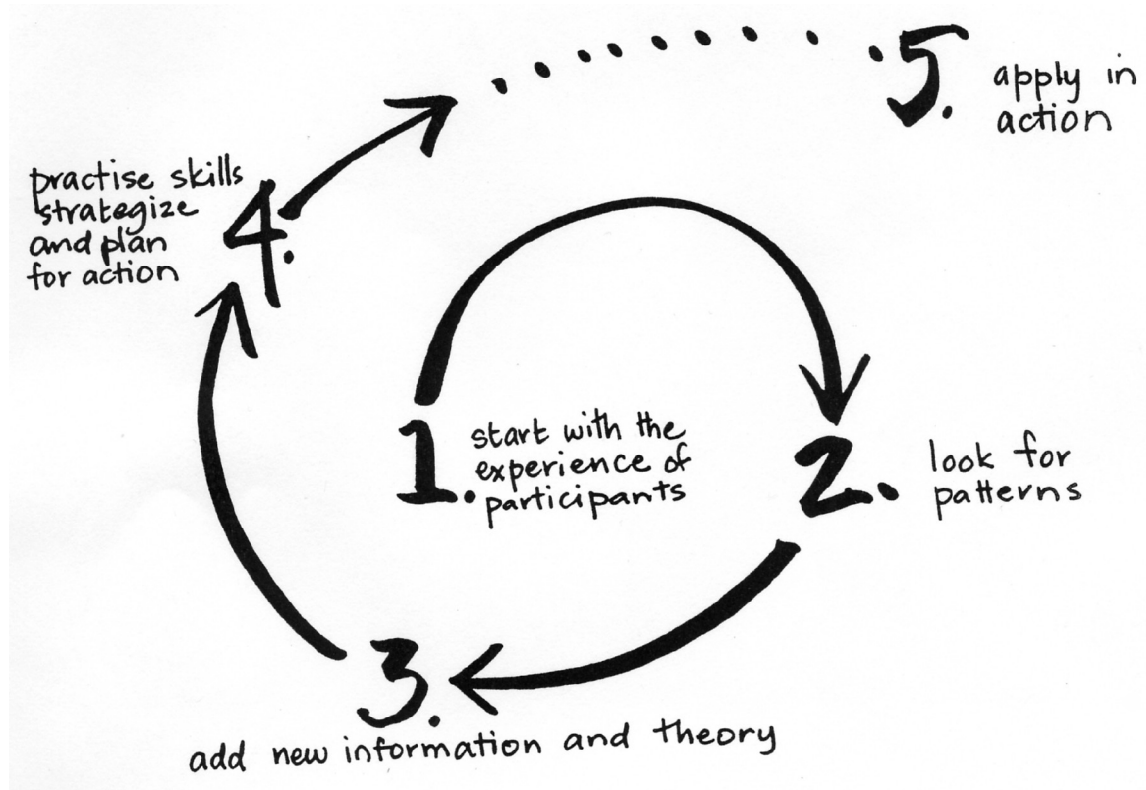 1. start with the
experience of
participants
2. look for
patterns
3.
add new information and theory
4.
practise skills
strategize
and plan
for action
5. apply in
action